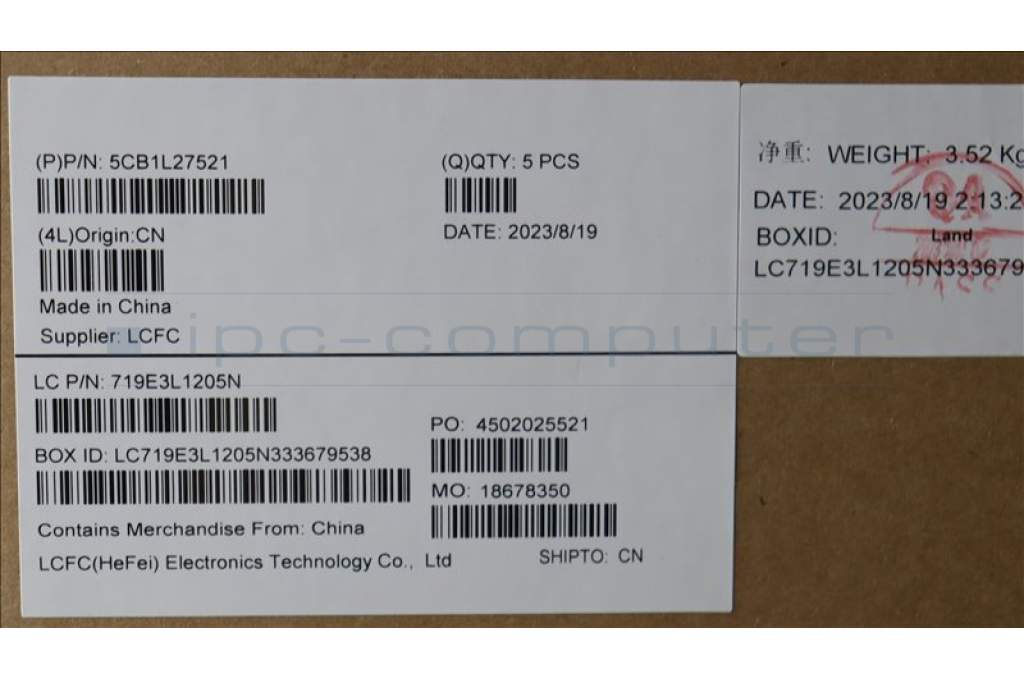 (P)P/N: 5CB1L27521
(Q)QTY: 5 PCS
(4L)Origin:CN
DATE: 2023/8/19
Made in China
Supplier: LCFC
LC P/N: 719E3L1205N
PO: 4502025521
BOX ID: LC719E3L1205N333679538
MO: 18678350
Contains Merchandise From: China
LCFC(HeFei) Electronics Technology Co., Ltd
SHIPTO: CN
净重: WEIGHT: 3.52 Kg
DATE: 2023/8/19 2:13:2
BOXID:
Land
LC719E3L1205N333679
ipc-computer